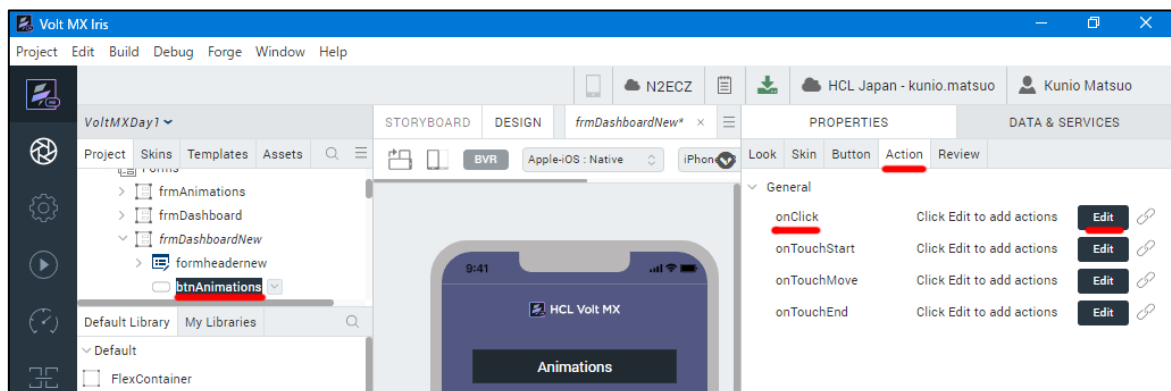 Volt MX Iris
Project Edit Build Debug Forge Window Help
N2ECZ HCL Japan - kunio.matsuo Kunio Matsuo
VoltMXDay1
STORYBOARD DESIGN frmDashboardNew* ×
PROPERTIES DATA & SERVICES
Project Skins Templates Assets
BVR Apple-iOS : Native
Look Skin Button Action Review
Forms
frmAnimations
frmDashboard
frmDashboardNew
formheadernew
btnAnimations
Default Library My Libraries
Default
FlexContainer
9:41
HCL Volt MX
Animations
General
onClick Click Edit to add actions Edit
onTouchStart Click Edit to add actions Edit
onTouchMove Click Edit to add actions Edit
onTouchEnd Click Edit to add actions Edit